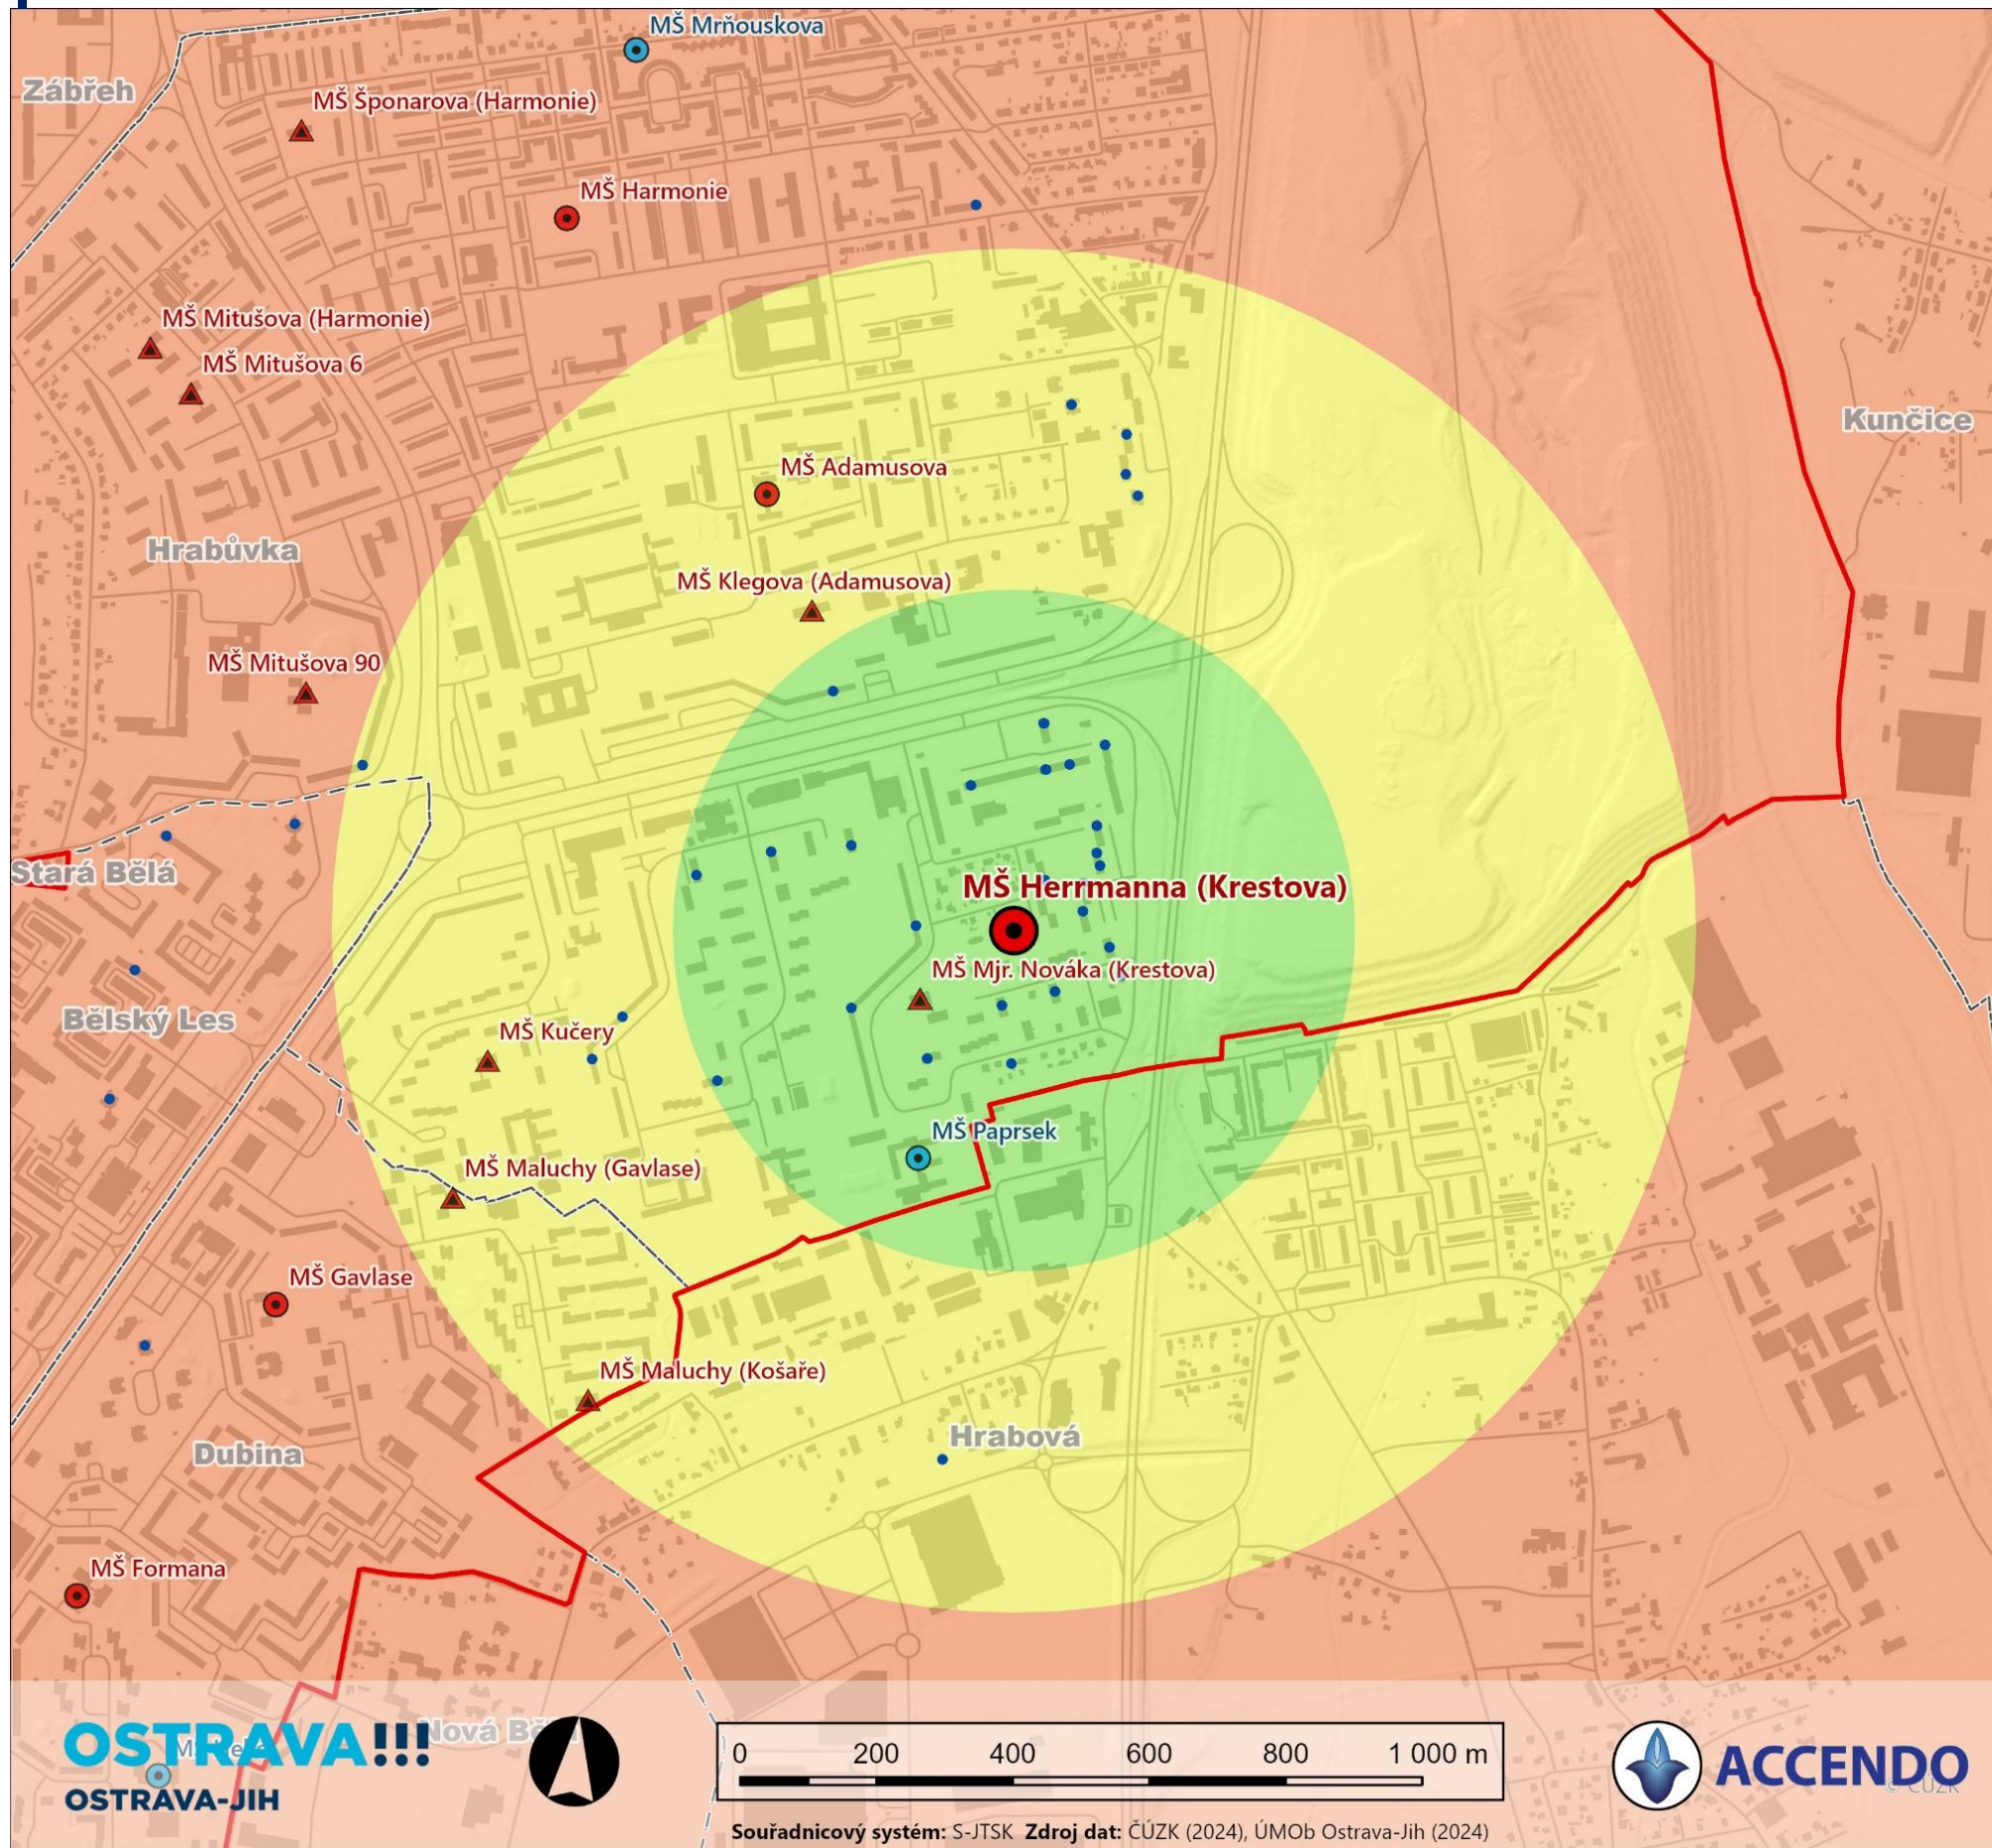 MŠ Mrňouskova
Zábřeh
MŠ Šponarova (Harmonie)
MŠ Harmonie
MŠ Mitušova (Harmonie)
MŠ Mitušova 6
Kunčice
MŠ Adamusova
Hrabůvka
MŠ Klegova (Adamusova)
MŠ Mitušova 90
Stará Bělá
MŠ Herrmanna (Krestova)
MŠ Mjr. Nováka (Krestova)
Bělský Les
MŠ Kučery
MŠ Paprsek
MŠ Maluchy (Gavlase)
MŠ Gavlase
MŠ Maluchy (Košaře)
Hrabová
Dubina
MŠ Formana
Nová
OSTRAVA!!!
OSTRAVA-JIH
0 200 400 600 800 1 000 m
ACCENDO
© ČÚZK
Souřadnicový systém: S-JTSK Zdroj dat: ČÚZK (2024), ÚMOb Ostrava-Jih (2024)